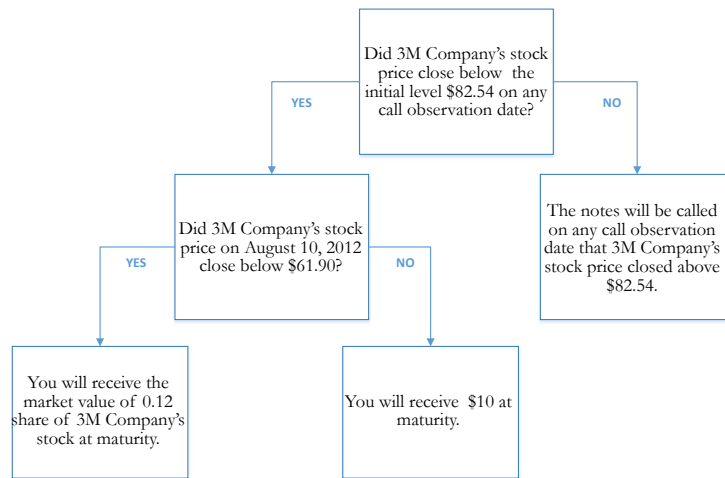 Did 3M Company’s stock
price close below the
initial level $82.54 on any
call observation date?
YES
NO
Did 3M Company’s stock
price on August 10, 2012
close below $61.90?
The notes will be called
on any call observation
date that 3M Company’s
stock price closed above
$82.54.
YES
NO
You will receive the
market value of 0.12
share of 3M Company’s
stock at maturity.
You will receive $10 at
maturity.